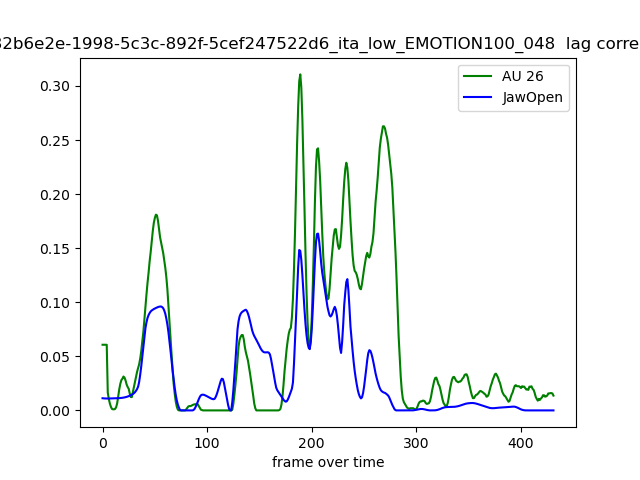 32b6e2e-1998-5c3c-892f-5cef247522d6_ita_low_EMOTION100_048 lag corre
AU 26
JawOpen
0.30
0.25
0.20
0.15
0.10
0.05
0.00
0 100 200 300 400
frame over time